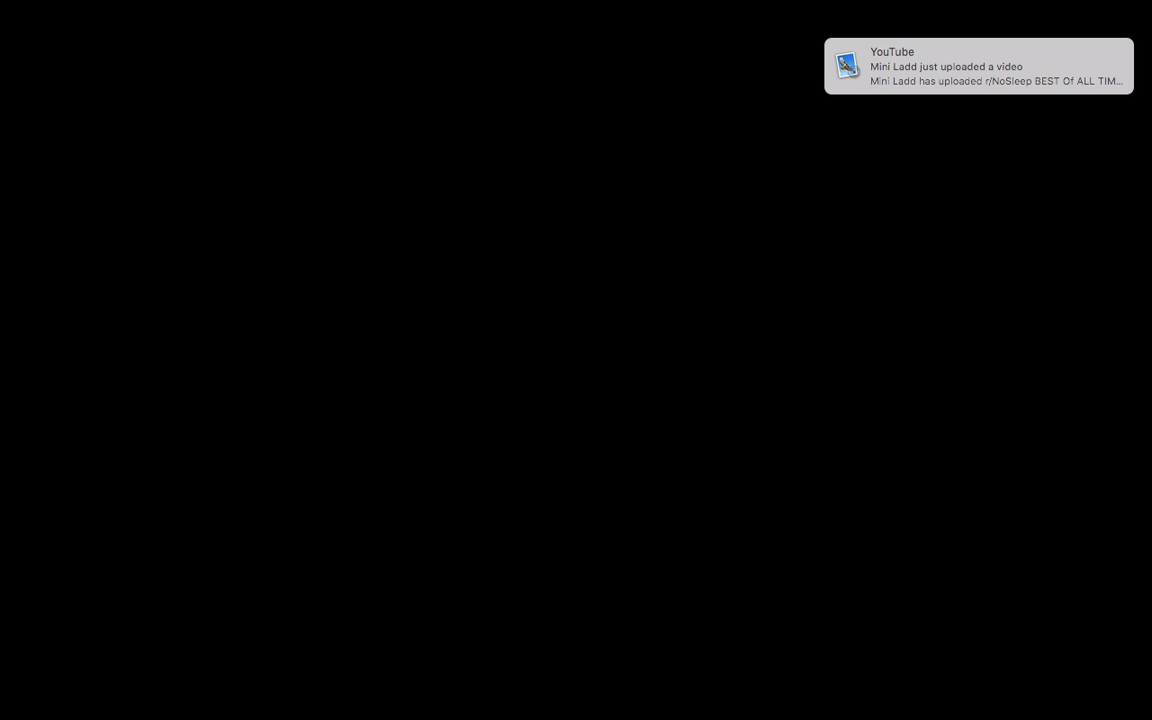 YouTube
Mini Ladd just uploaded a video
Mini Ladd has uploaded r/NoSleep BEST Of ALL TIM...